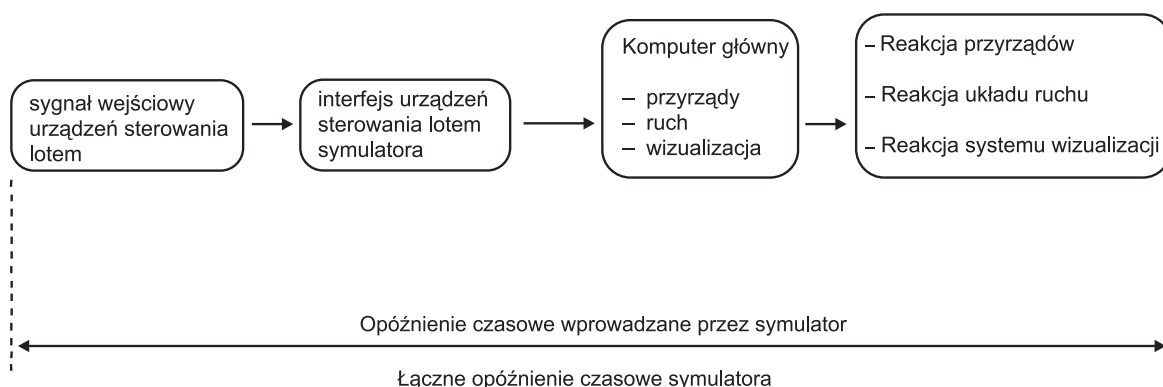 sygnał wejściowy
urządzeń sterowania
lotem
interfejs urządzeń
sterowania lotem
symulatora
Komputer główny
– przyrządy
– ruch
– wizualizacja
– Reakcja przyrządów
– Reakcja układu ruchu
– Reakcja systemu wizualizacji
Opóźnienie czasowe wprowadzane przez symulator
Łączne opóźnienie czasowe symulatora